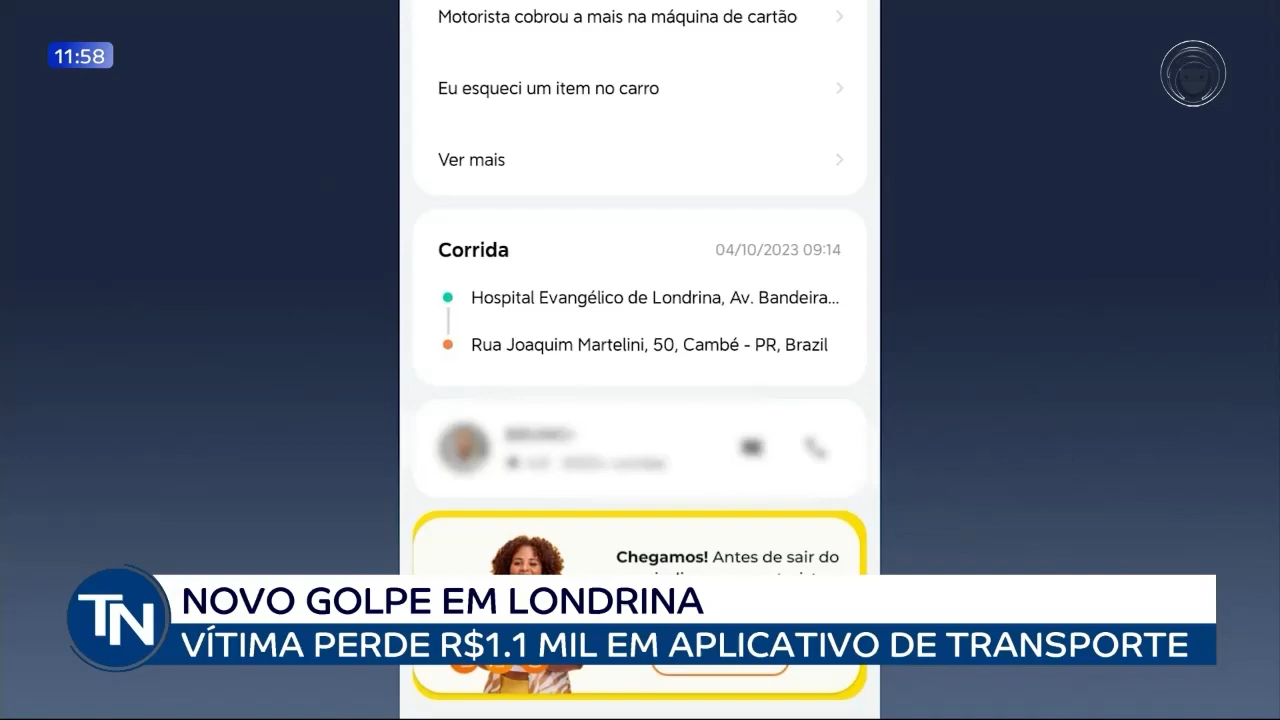 Motorista cobrou a mais na máquina de cartão
11:58
Eu esqueci um item no carro
Ver mais
Corrida
04/10/2023 09:14
Hospital Evangélico de Londrina, Av. Bandeira...
Rua Joaquim Martelini, 50, Cambé - PR, Brazil
Chegamos! Antes de sair do
TN
NOVO GOLPE EM LONDRINA
VÍTIMA PERDE R$1.1 MIL EM APLICATIVO DE TRANSPORTE